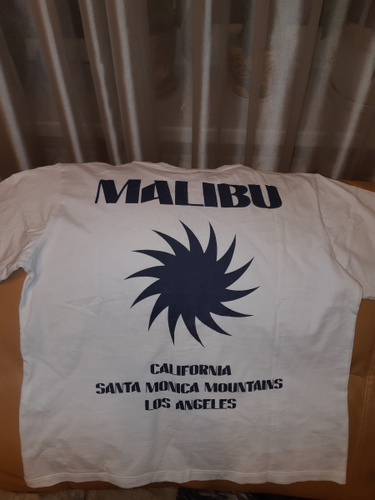 MALIBU
CALIFORNIA
SANTA MONICA MOUNTAINS
LOS ANGELES